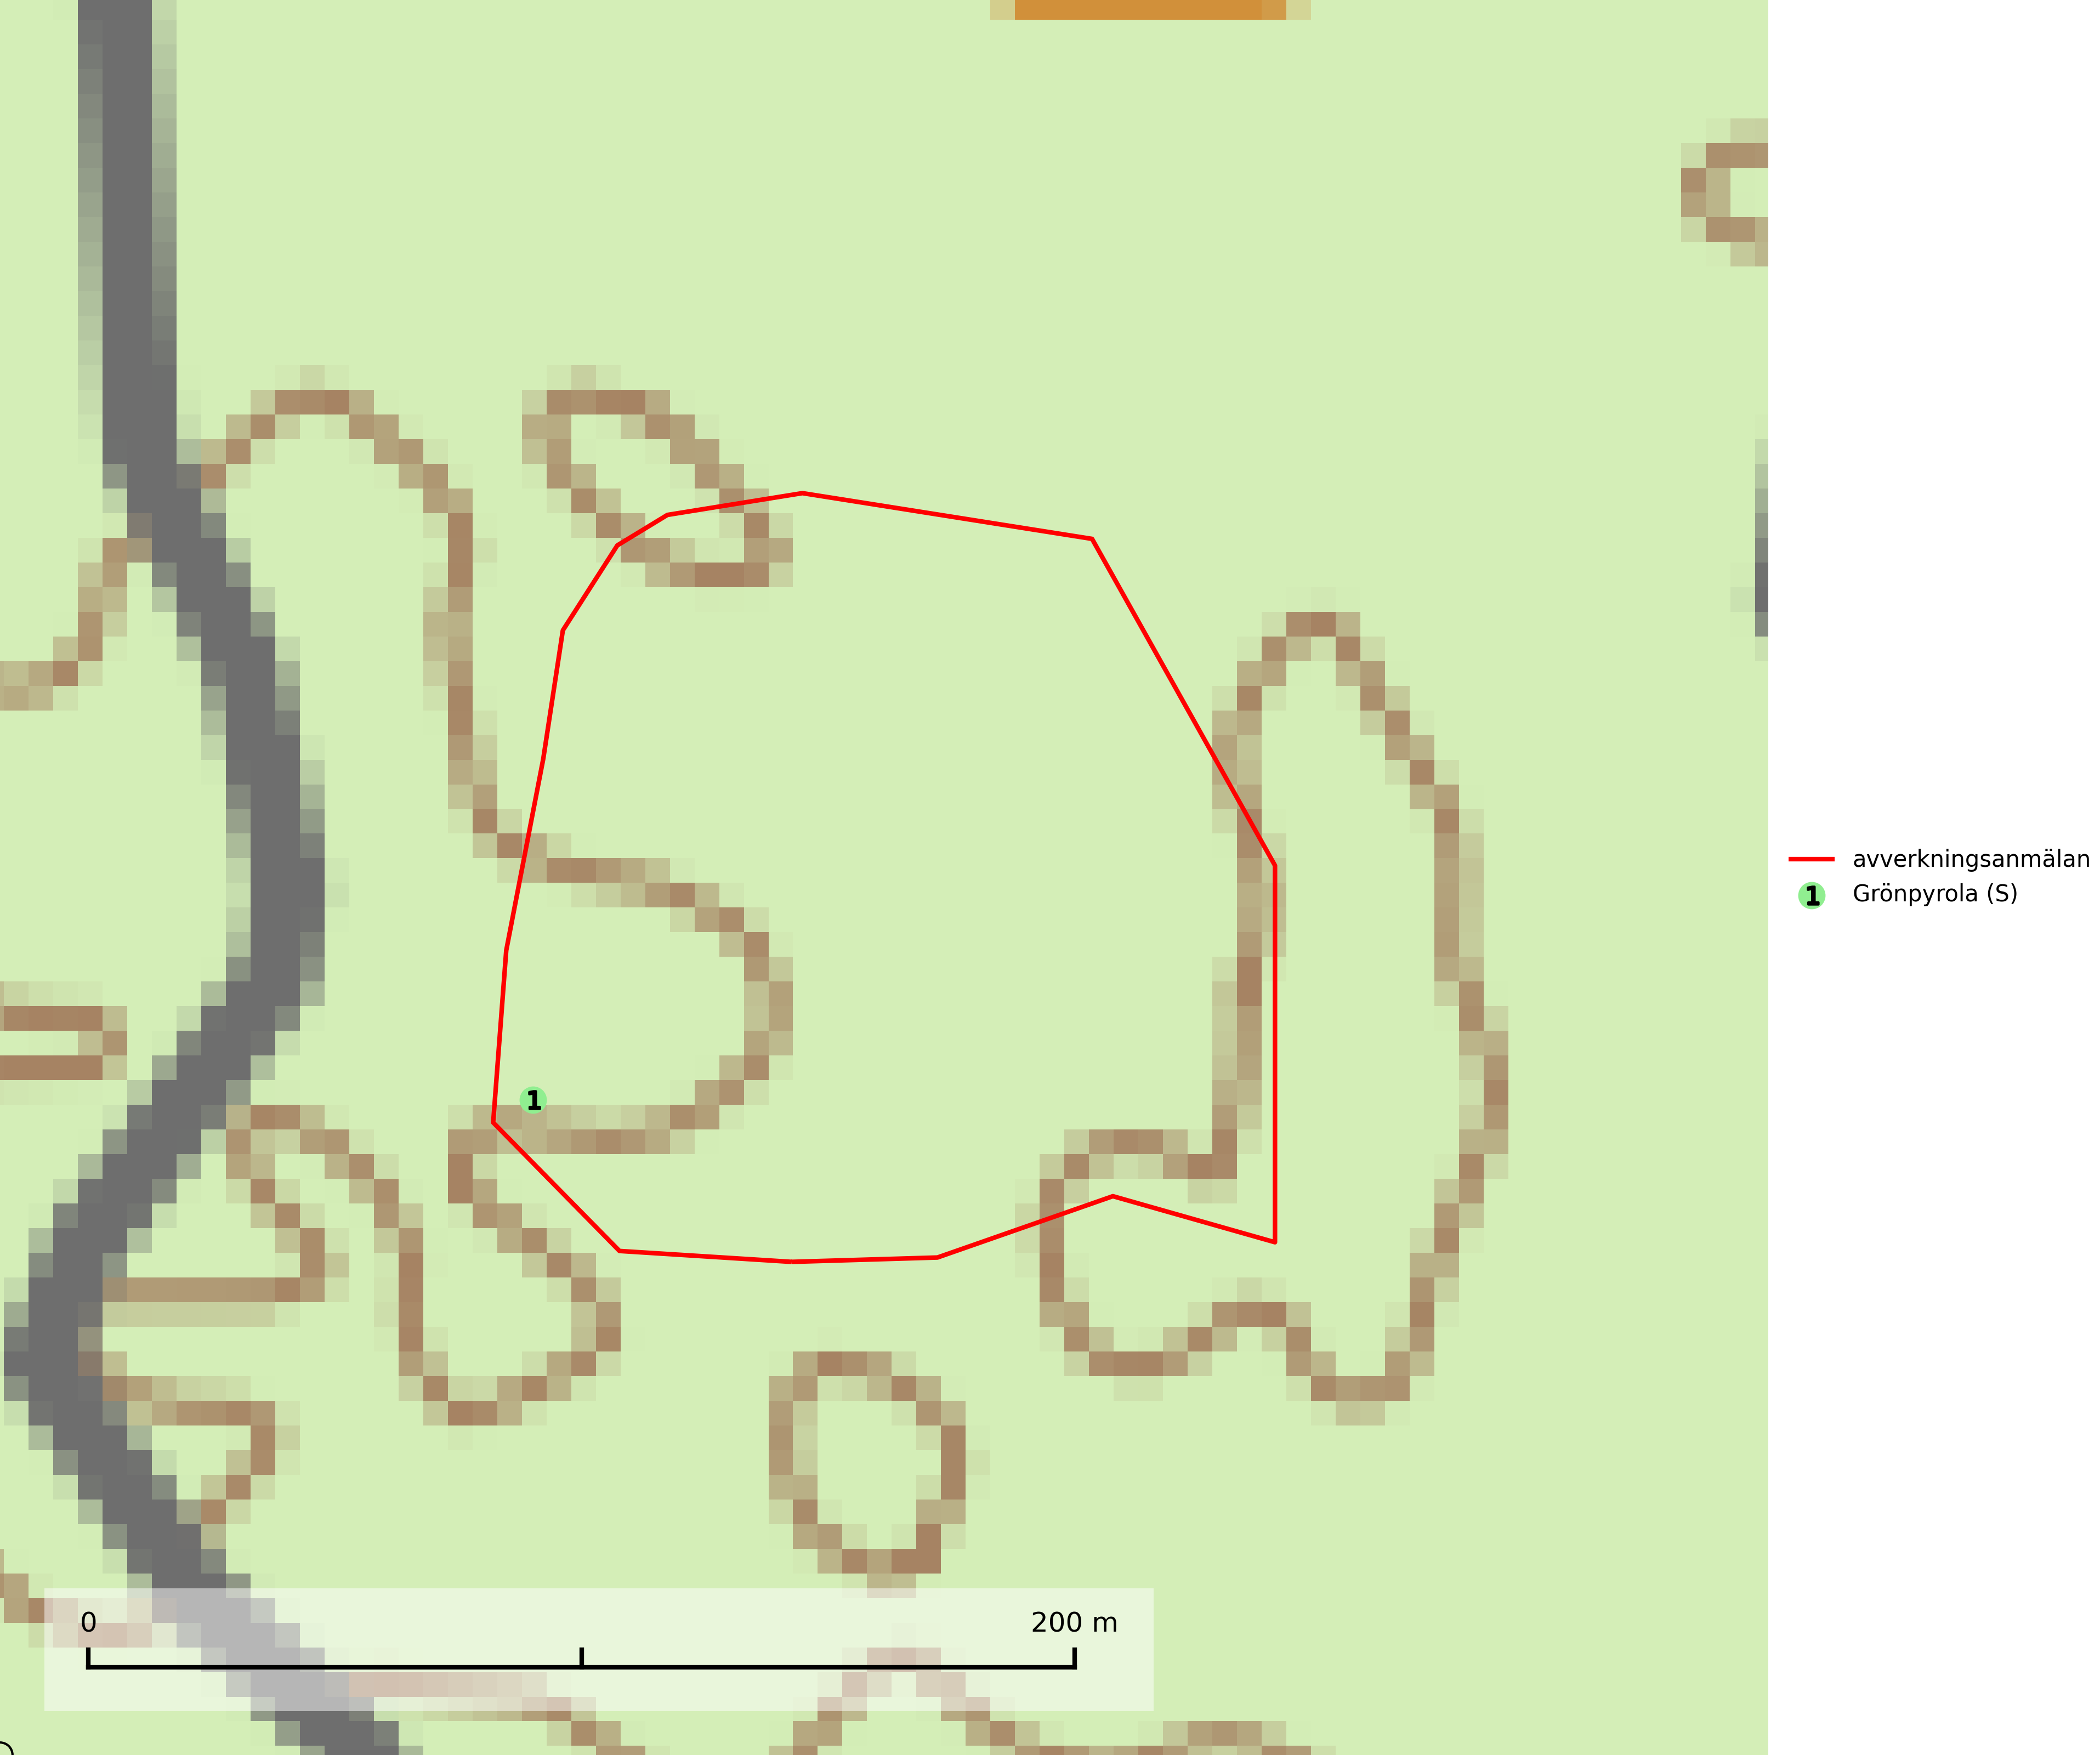 avverkningsanmälan
1 Grönpyrola (S)
1
0 200 m